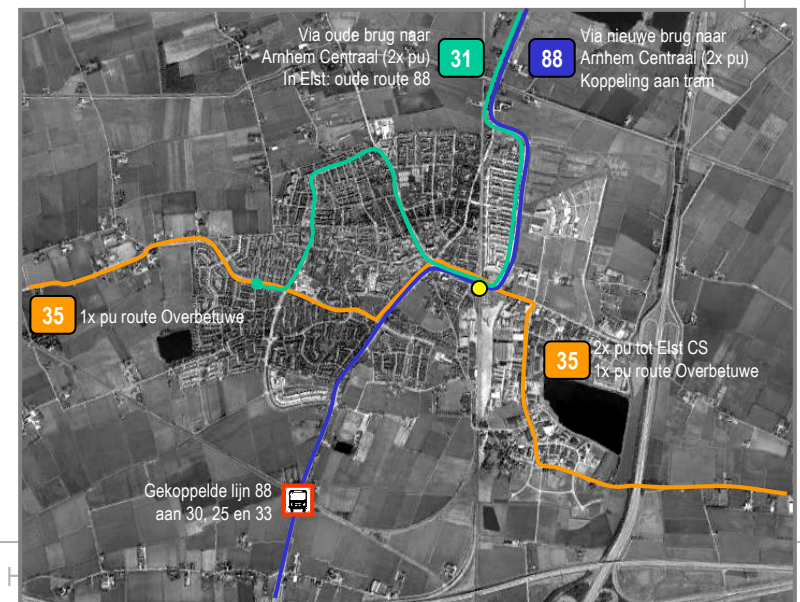 Via oude brug naar
Arnhem Centraal (2x pu)
In Elst: oude route 88
31
88
Via nieuwe brug naar
Arnhem Centraal (2x pu)
Koppeling aan tram
35
1x pu route Overbetuwe
35
2x pu tot Elst CS
1x pu route Overbetuwe
Gekoppelde lijn 88
aan 30, 25 en 33
H